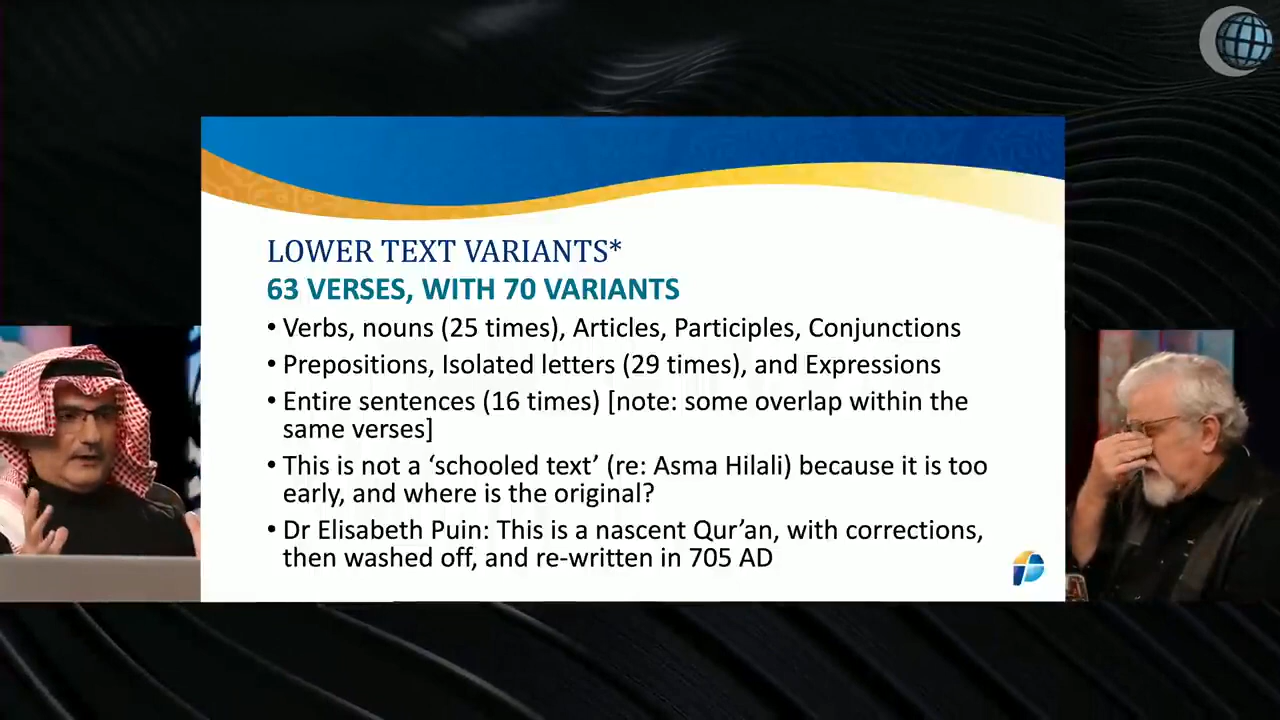 LOWER TEXT VARIANTS*
63 VERSES, WITH 70 VARIANTS
• Verbs, nouns (25 times), Articles, Participles, Conjunctions
• Prepositions, Isolated letters (29 times), and Expressions
• Entire sentences (16 times) [note: some overlap within the
same verses]
• This is not a ‘schooled text’ (re: Asma Hilali) because it is too
early, and where is the original?
• Dr Elisabeth Puin: This is a nascent Qur’an, with corrections,
then washed off, and re-written in 705 AD